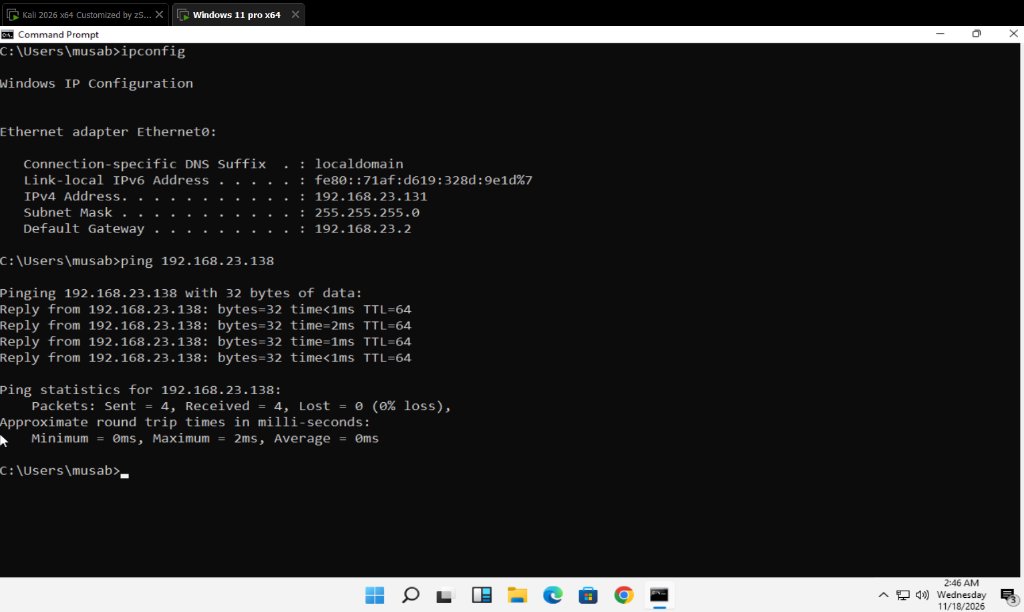 Kali 2026 x64 Customized by zS...
Windows 11 pro x64
Command Prompt
C:\Users\musab>ipconfig
Windows IP Configuration
Ethernet adapter Ethernet0:
Connection-specific DNS Suffix  . : localdomain
Link-local IPv6 Address . . . . . : fe80::71af:d619:328d:9e1d%7
IPv4 Address. . . . . . . . . . . : 192.168.23.131
Subnet Mask . . . . . . . . . . . : 255.255.255.0
Default Gateway . . . . . . . . . : 192.168.23.2
C:\Users\musab>ping 192.168.23.138
Pinging 192.168.23.138 with 32 bytes of data:
Reply from 192.168.23.138: bytes=32 time<1ms TTL=64
Reply from 192.168.23.138: bytes=32 time=2ms TTL=64
Reply from 192.168.23.138: bytes=32 time=1ms TTL=64
Reply from 192.168.23.138: bytes=32 time<1ms TTL=64
Ping statistics for 192.168.23.138:
Packets: Sent = 4, Received = 4, Lost = 0 (0% loss),
Approximate round trip times in milli-seconds:
Minimum = 0ms, Maximum = 2ms, Average = 0ms
C:\Users\musab>
2:46 AM
Wednesday
11/18/2026
3